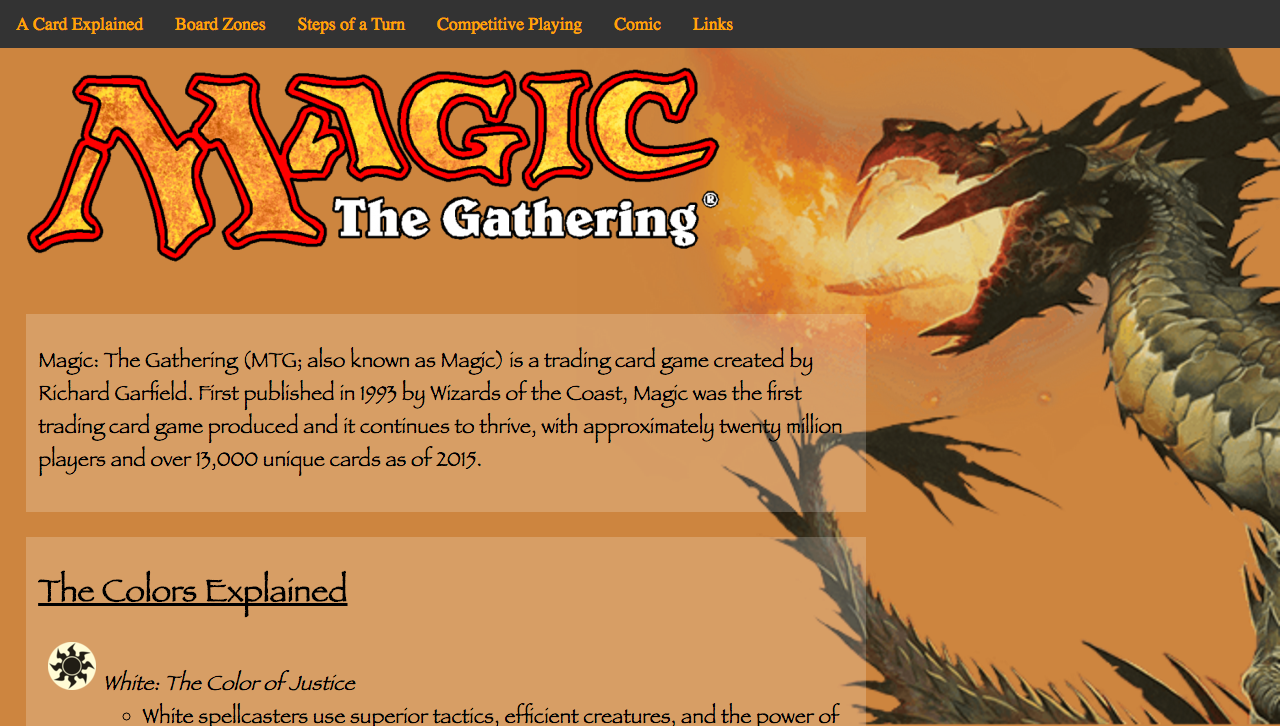 A Card Explained Board Zones Steps of a Turn Competitive Playing Comic Links
MAGIC
The Gathering®
Magic: The Gathering (MTG; also known as Magic) is a trading card game created by
Richard Garfield. First published in 1993 by Wizards of the Coast, Magic was the first
trading card game produced and it continues to thrive, with approximately twenty million
players and over 13,000 unique cards as of 2015.
The Colors Explained
White: The Color of Justice
White spellcasters use superior tactics, efficient creatures, and the power of